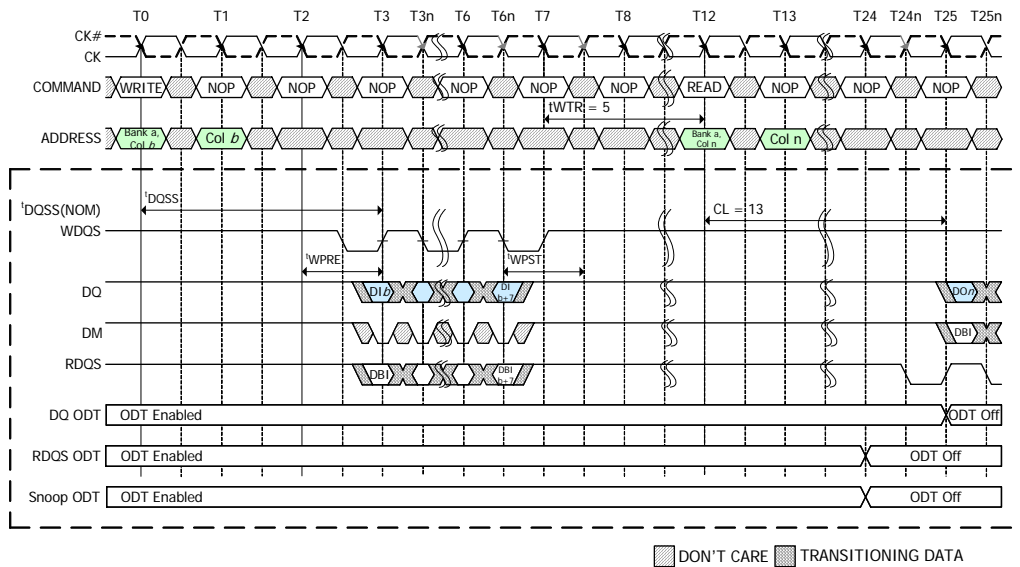 T0 T1 T2 T3 T3n T6 T6n T7 T8 T12 T13 T24 T24n T25 T25n
CK#
CK
COMMAND WRITE NOP NOP NOP NOP NOP NOP READ NOP NOP NOP
tWTR = 5
ADDRESS Bank a, Col b Col b Bank a, Col n Col n
tDQSS
tDQSS(NOM) CL = 13
WDQS
tWPRE tWPST
DQ DI b DI b+7 DOn
DM DBI
RDQS DBI DBI b+7
DQ ODT ODT Enabled ODT Off
RDQS ODT ODT Enabled ODT Off
Snoop ODT ODT Enabled ODT Off
DON'T CARE TRANSITIONING DATA